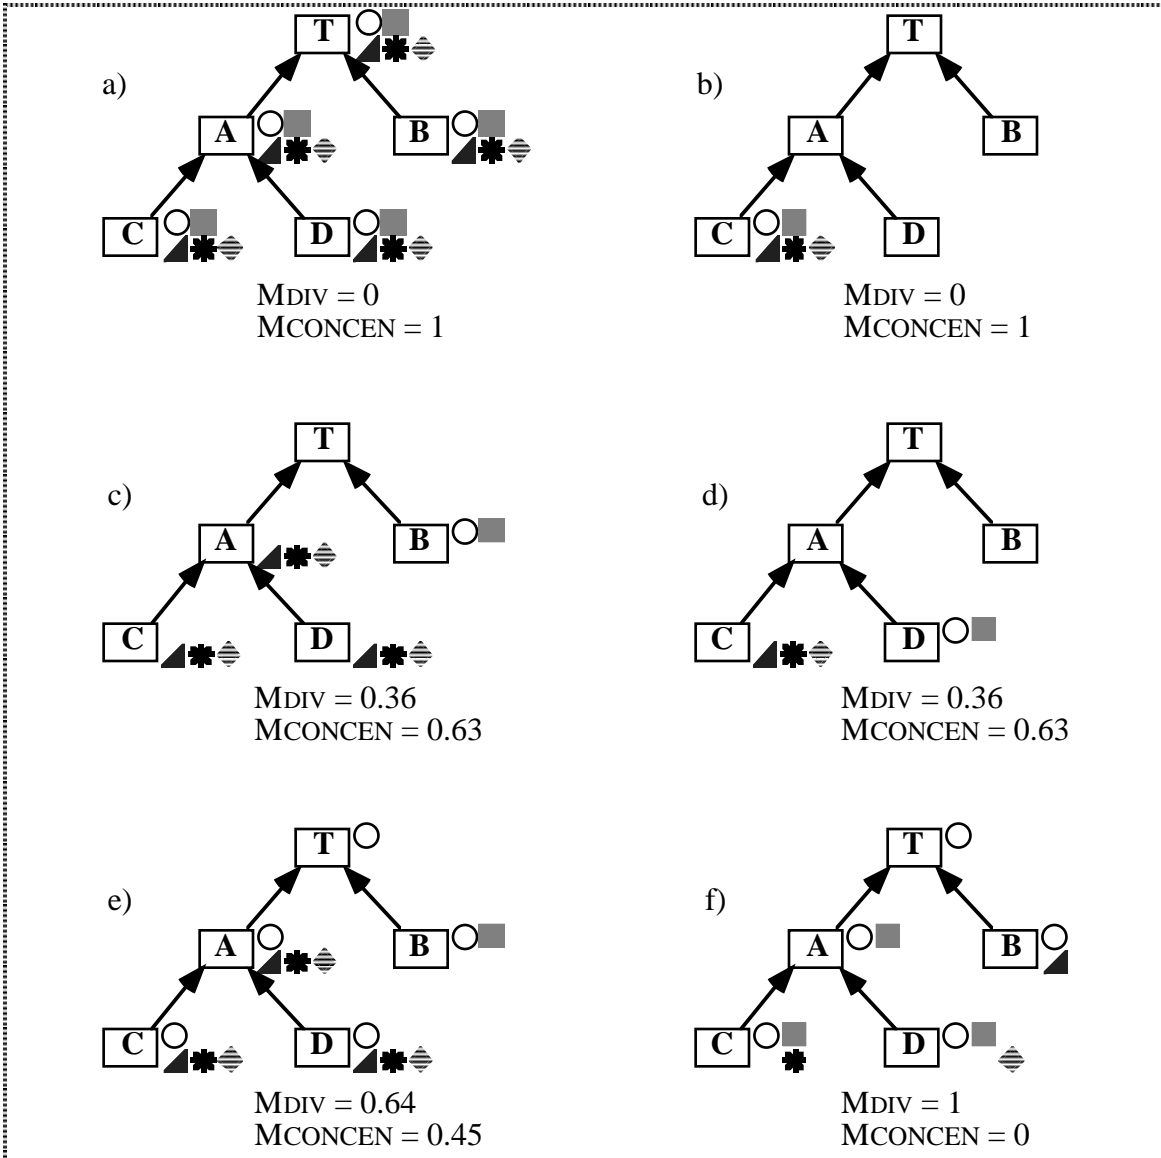 a)
T
A
B
C
D
MDIV = 0
MCONCEN = 1
b)
T
A
B
C
D
MDIV = 0
MCONCEN = 1
c)
T
A
B
C
D
MDIV = 0.36
MCONCEN = 0.63
d)
T
A
B
C
D
MDIV = 0.36
MCONCEN = 0.63
e)
T
A
B
C
D
MDIV = 0.64
MCONCEN = 0.45
f)
T
A
B
C
D
MDIV = 1
MCONCEN = 0